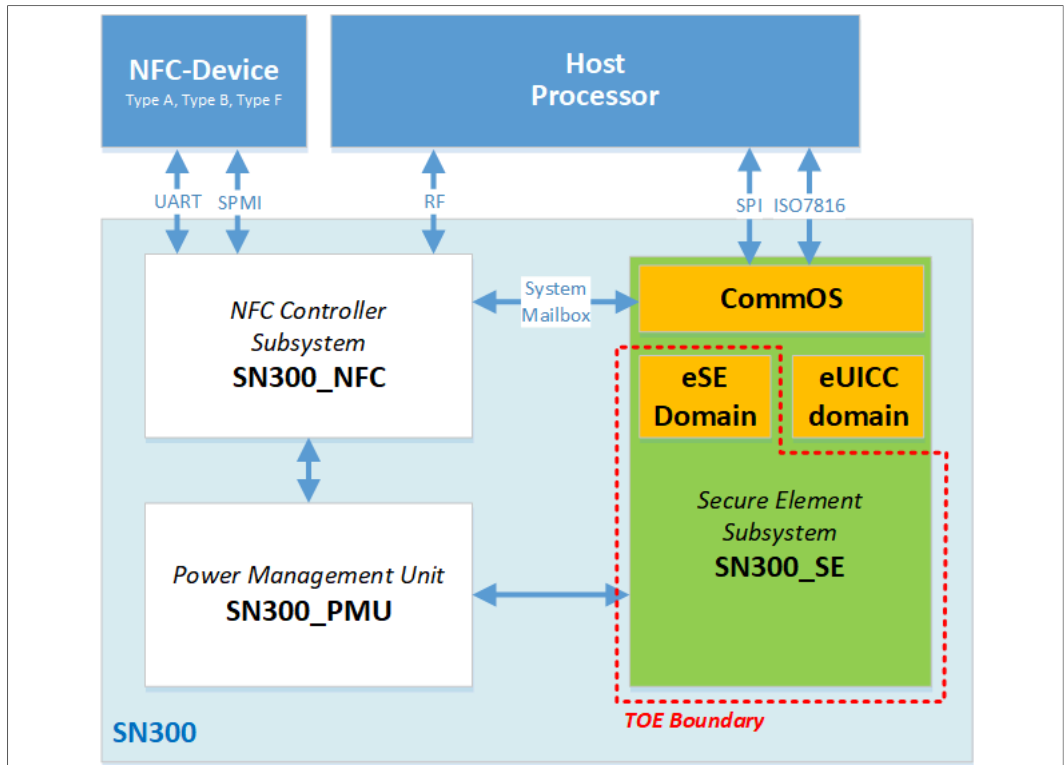 NFC-Device
Type A, Type B, Type F
Host
Processor
UART
SPMI
RF
SPI
ISO7816
NFC Controller
Subsystem
SN300_NFC
System
Mailbox
CommOS
eSE
Domain
eUICC
domain
Secure Element
Subsystem
SN300_SE
Power Management Unit
SN300_PMU
TOE Boundary
SN300